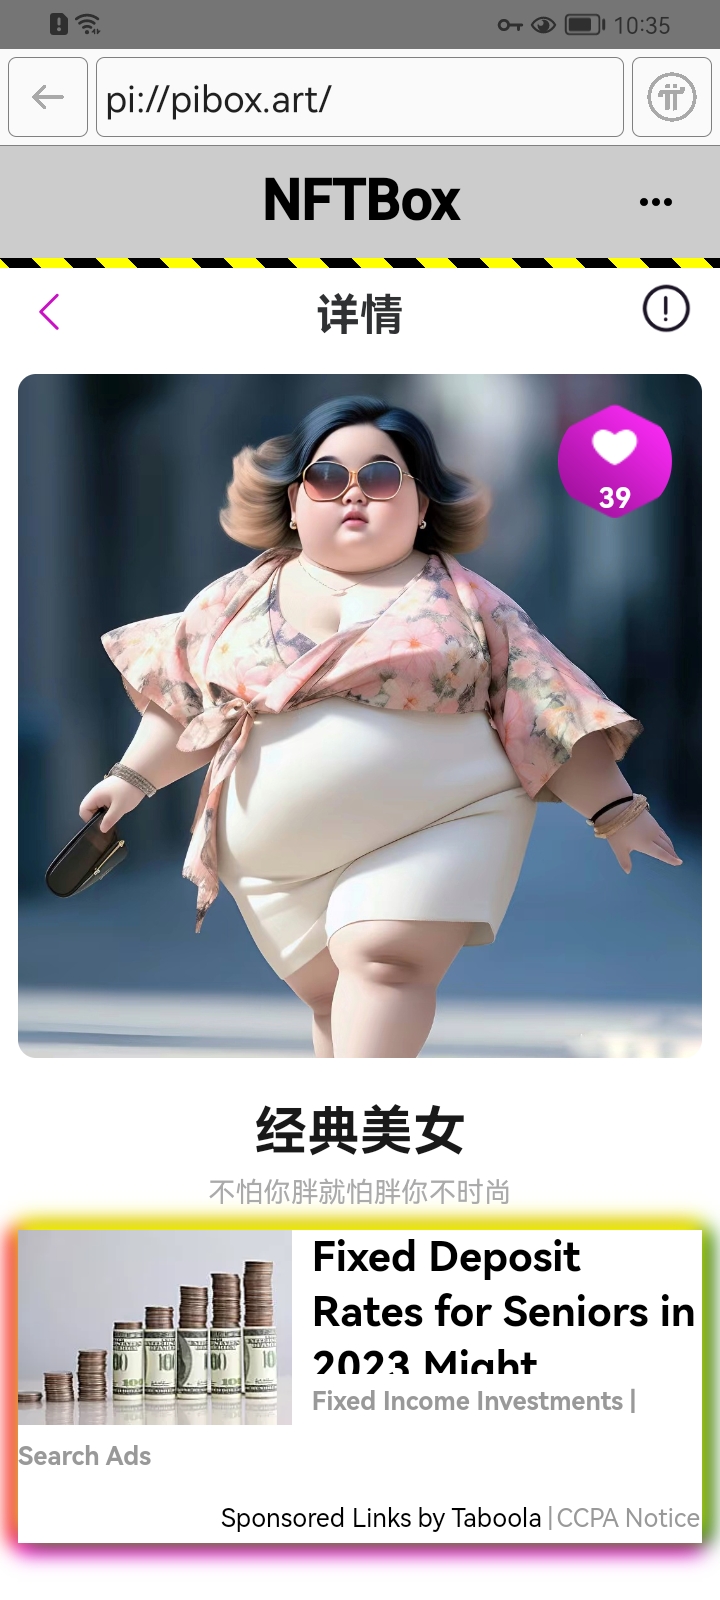 10:35
pi://pibox.art/
NFTBox
详情
39
经典美女
不怕你胖就怕胖你不时尚
Fixed Deposit
Rates for Seniors in
2023 Might
Fixed Income Investments |
Search Ads
Sponsored Links by Taboola | CCPA Notice